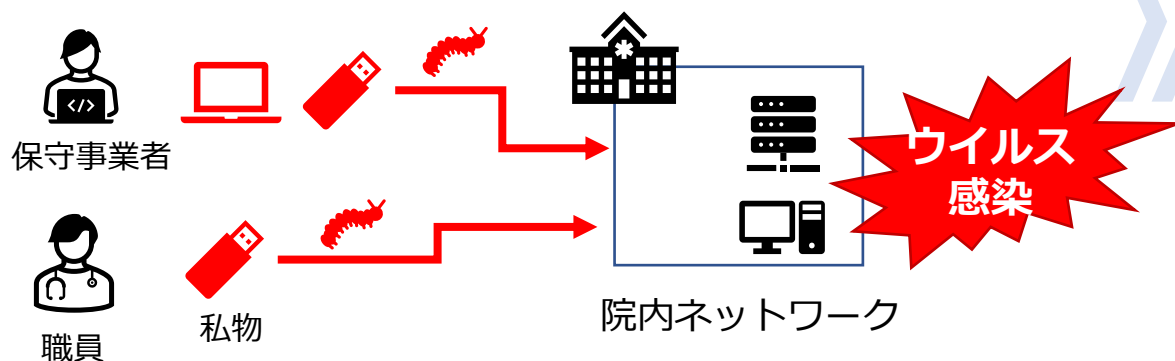 保守事業者
ウイルス
感染
私物
職員
院内ネットワーク